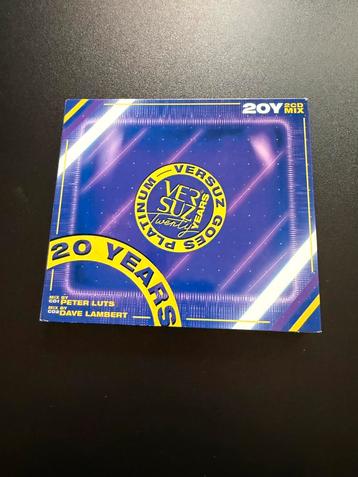 20Y 2CD
MIX
VERSUZ GOES PLATINUM
VER
SUZ
Twenty
YEARS
20 YEARS
MIX BY
CD1 PETER LUTS
MIX BY
CD2 DAVE LAMBERT